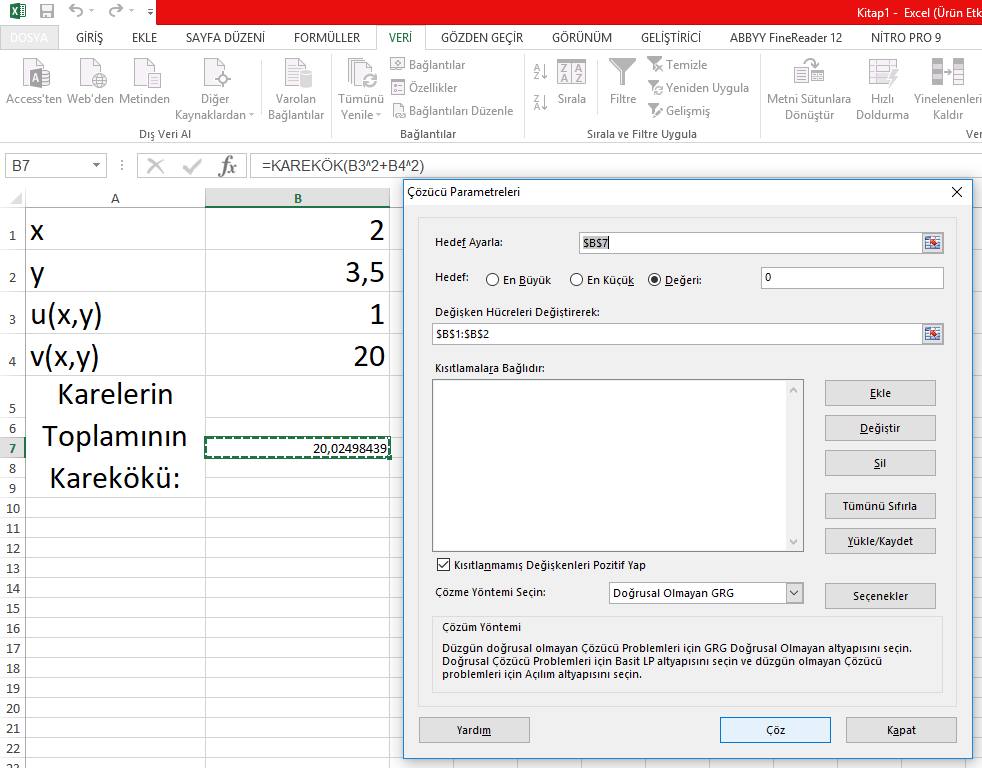 Kitap1 - Excel (Ürün Etk
DOSYA GİRİŞ EKLE SAYFA DÜZENİ FORMÜLLER VERİ GÖZDEN GEÇİR GÖRÜNÜM GELİŞTİRİCİ ABBYY FineReader 12 NİTRO PRO 9
Access'ten
Web'den
Metinden
Diğer
Kaynaklardan
Dış Veri Al
Varolan
Bağlantılar
Tümünü
Yenile
Bağlantılar
Özellikler
Bağlantıları Düzenle
Bağlantılar
Sırala
Filtre
Temizle
Yeniden Uygula
Gelişmiş
Sırala ve Filtre Uygula
Metni Sütunlara
Dönüştür
Hızlı
Doldurma
Yinelenenleri
Kaldır
Ver
B7
fx
=KAREKÖK(B3^2+B4^2)
A B
1 x 2
2 y 3,5
3 u(x,y) 1
4 v(x,y) 20
5 Karelerin
6
7 Toplamının 20,02498439
8
9 Karekökü:
10
11
12
13
14
15
16
17
18
19
20
21
22
Çözücü Parametreleri
Hedef Ayarla: $B$7
Hedef: En Büyük En Küçük Değeri: 0
Değişken Hücreleri Değiştirerek:
$B$1:$B$2
Kısıtlamalara Bağlıdır:
Ekle
Değiştir
Sil
Tümünü Sıfırla
Yükle/Kaydet
Kısıtlanmamış Değişkenleri Pozitif Yap
Çözme Yöntemi Seçin: Doğrusal Olmayan GRG Seçenekler
Çözüm Yöntemi
Düzgün doğrusal olmayan Çözücü Problemleri için GRG Doğrusal Olmayan altyapısını seçin.
Doğrusal Çözücü Problemleri için Basit LP altyapısını seçin ve düzgün olmayan Çözücü
problemleri için Açılım altyapısını seçin.
Yardım Çöz Kapat